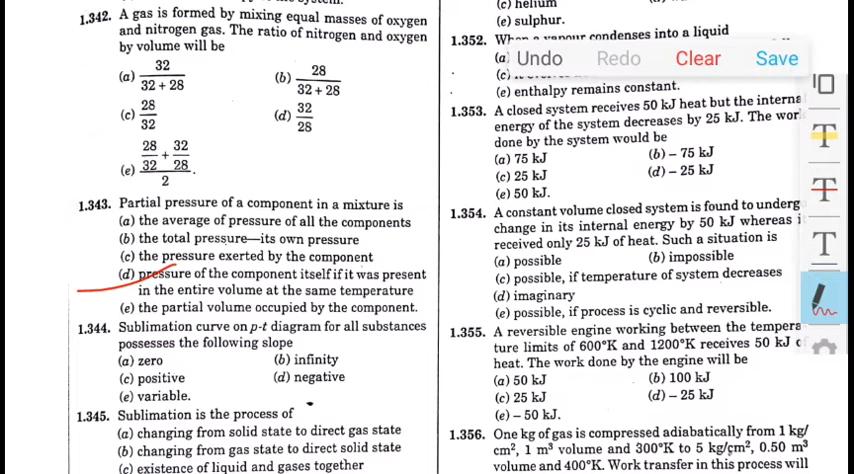 1.342. A gas is formed by mixing equal masses of oxygen
and nitrogen gas. The ratio of nitrogen and oxygen
by volume will be
(a) 32 / 32 + 28
(b) 28 / 32 + 28
(c) 28 / 32
(d) 32 / 28
(e) 28/32 + 32/28 / 2 .
1.343. Partial pressure of a component in a mixture is
(a) the average of pressure of all the components
(b) the total pressure—its own pressure
(c) the pressure exerted by the component
(d) pressure of the component itself if it was present
in the entire volume at the same temperature
(e) the partial volume occupied by the component.
1.344. Sublimation curve on p-t diagram for all substances
possesses the following slope
(a) zero
(b) infinity
(c) positive
(d) negative
(e) variable.
1.345. Sublimation is the process of
(a) changing from solid state to direct gas state
(b) changing from gas state to direct solid state
(c) existence of liquid and gases together
(c) helium
(e) sulphur.
1.352. When a vapour condenses into a liquid
(a)
Undo Redo Clear Save
(c)
(e) enthalpy remains constant.
1.353. A closed system receives 50 kJ heat but the interna
energy of the system decreases by 25 kJ. The wor
done by the system would be
(a) 75 kJ
(b) – 75 kJ
(c) 25 kJ
(d) – 25 kJ
(e) 50 kJ.
1.354. A constant volume closed system is found to underg
change in its internal energy by 50 kJ whereas i
received only 25 kJ of heat. Such a situation is
(a) possible
(b) impossible
(c) possible, if temperature of system decreases
(d) imaginary
(e) possible, if process is cyclic and reversible.
1.355. A reversible engine working between the tempera
ture limits of 600°K and 1200°K receives 50 kJ of
heat. The work done by the engine will be
(a) 50 kJ
(b) 100 kJ
(c) 25 kJ
(d) – 25 kJ
(e) – 50 kJ.
1.356. One kg of gas is compressed adiabatically from 1 kg/
cm², 1 m³ volume and 300°K to 5 kg/cm², 0.50 m³
volume and 400°K. Work transfer in this process will
T
T
T